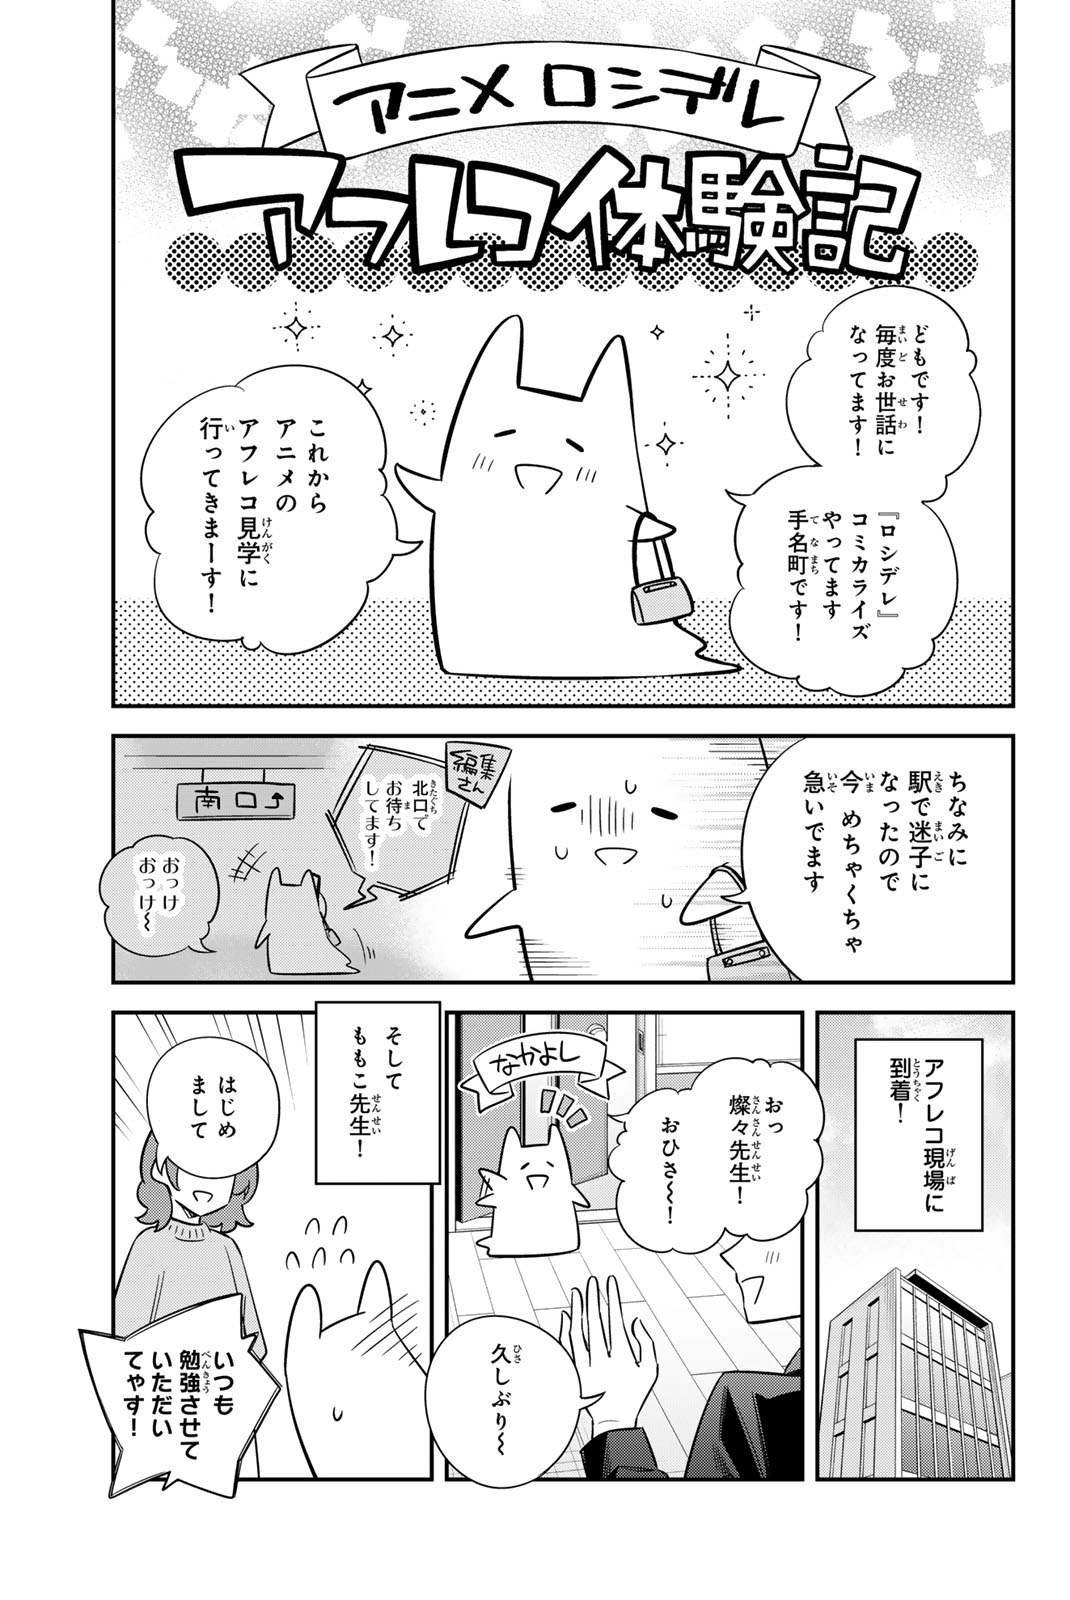 アニメ ロシデレ
アフレコ体験記
どもです！
毎度お世話に
なってます！
『ロシデレ』
コミカライズ
やってます
手名町です！
これから
アニメの
アフレコ見学に
行ってきまーす！
ちなみに
駅で迷子に
なったので
今 めちゃくちゃ
急いでます
編集
さん
北口で
お待ち
してます！
南口
おっけ
おっけ〜
アフレコ現場に
到着！
おっ
燦々先生！
おひさ〜！
なかよし
久しぶり〜
そして
ももこ先生！
はじめ
まして
いつも
勉強させて
いただい
てやす！